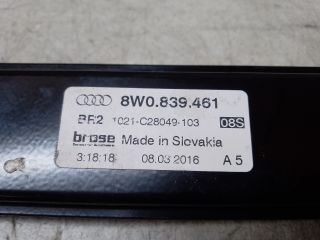 8W0.839.461
BR2 1021-C28049-103 08S
brose Made in Slovakia
3:18:18 08.03.2016 A5